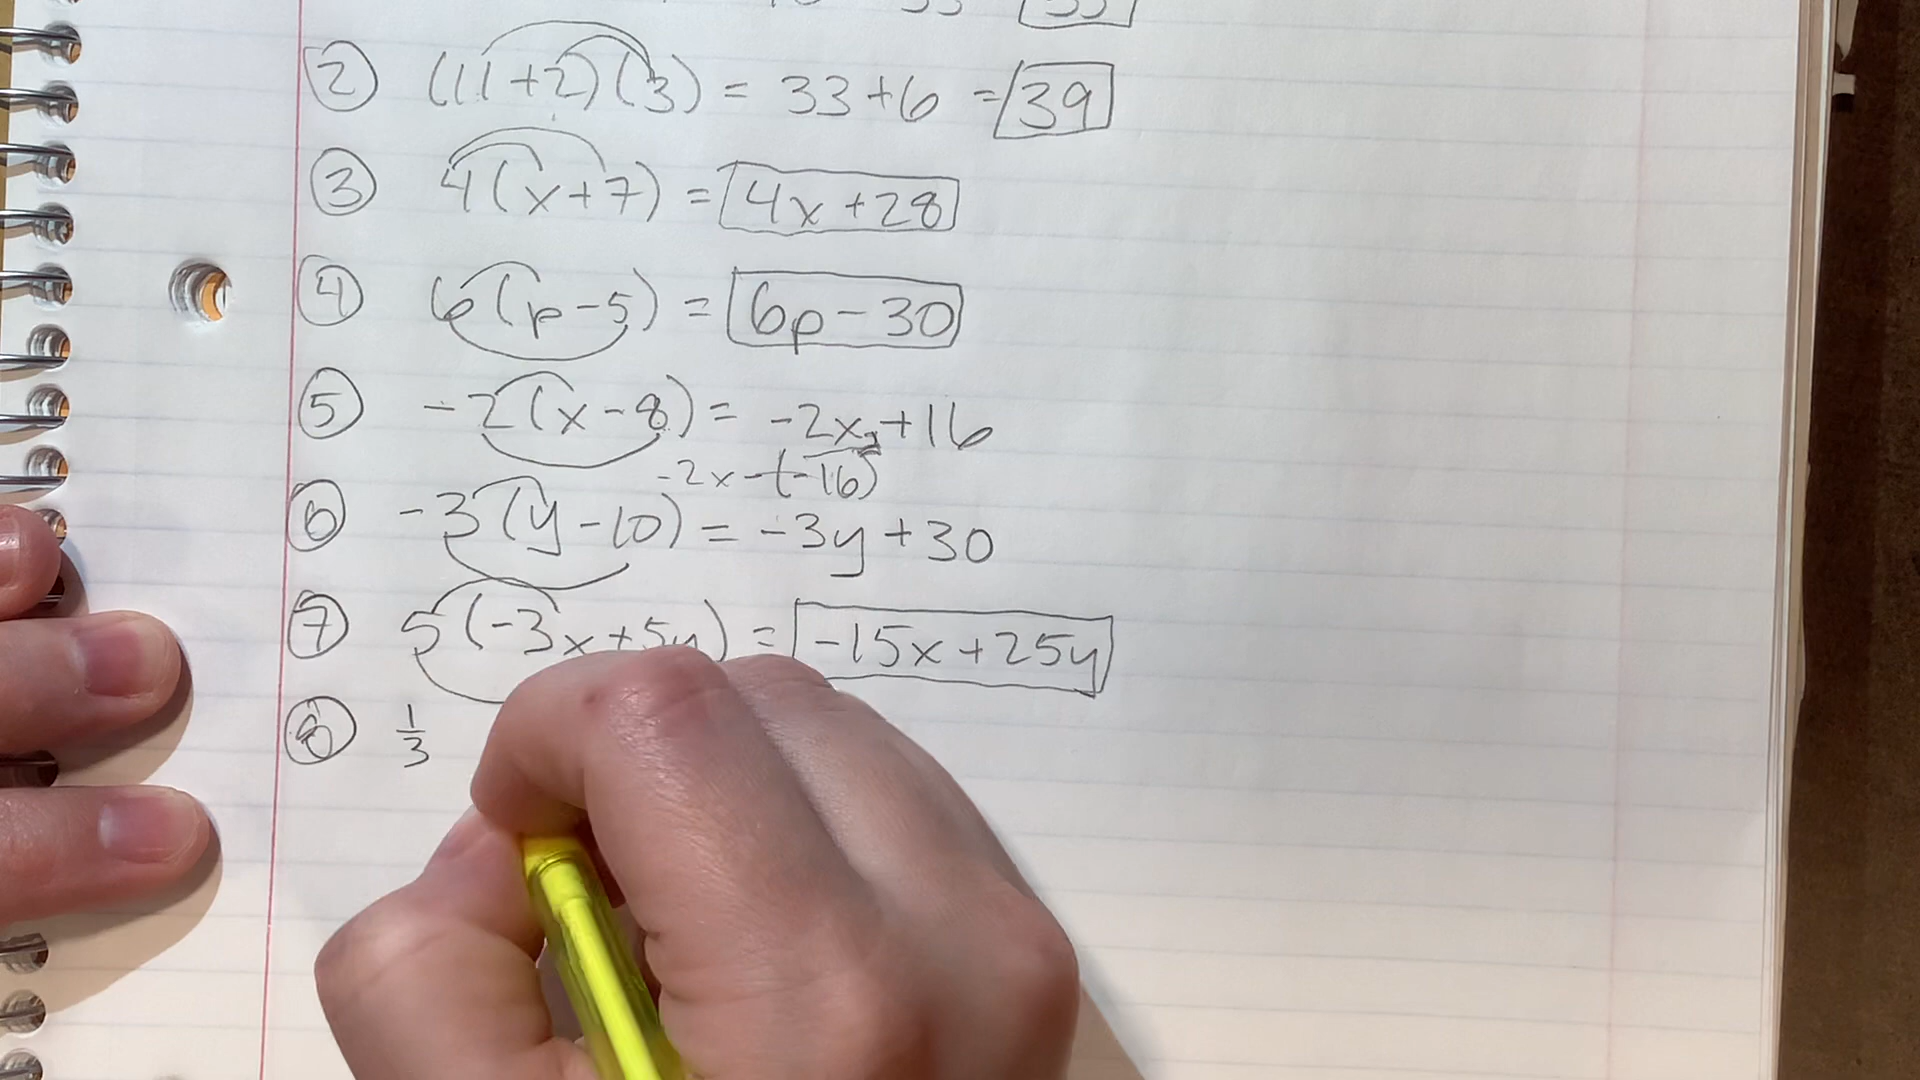 ② (11+2)(3) = 33+6 = 39
③ 4(x+7) = 4x+28
④ 6(p-5) = 6p-30
⑤ -2(x-8) = -2x +16
-2x-(-16)
⑥ -3(y-10) = -3y+30
⑦ 5(-3x+5y) = -15x+25y
⑧ 1/3